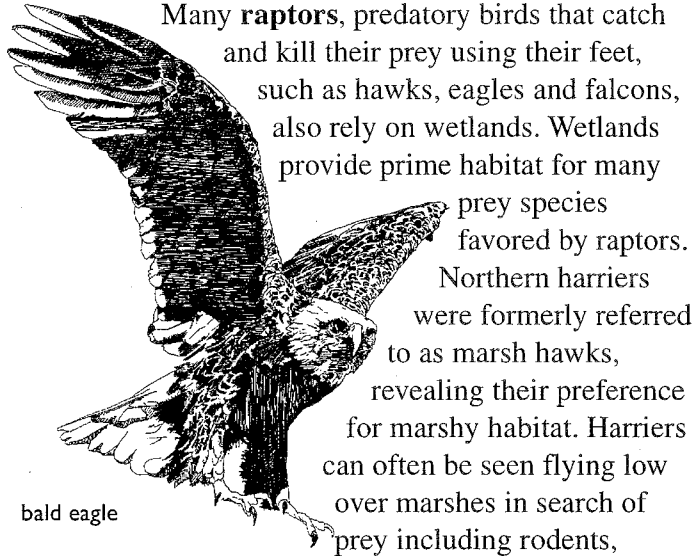 Many raptors, predatory birds that catch
and kill their prey using their feet,
such as hawks, eagles and falcons,
also rely on wetlands. Wetlands
provide prime habitat for many
prey species
favored by raptors.
Northern harriers
were formerly referred
to as marsh hawks,
revealing their preference
for marshy habitat. Harriers
can often be seen flying low
over marshes in search of
prey including rodents,
bald eagle